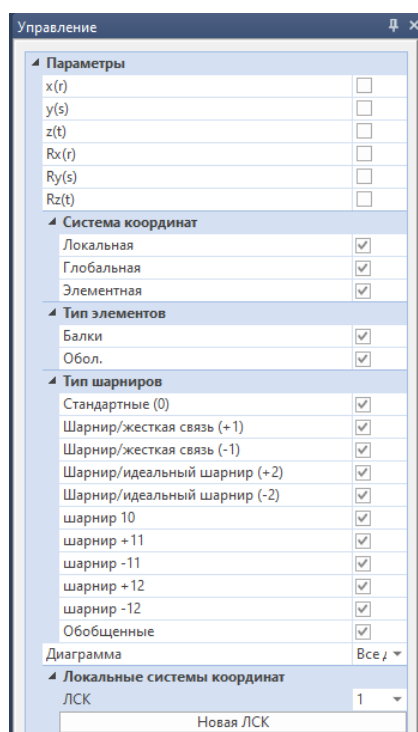 Управление
Параметры
x(r)
y(s)
z(t)
Rx(r)
Ry(s)
Rz(t)
Система координат
Локальная
Глобальная
Элементная
Тип элементов
Балки
Обол.
Тип шарниров
Стандартные (0)
Шарнир/жесткая связь (+1)
Шарнир/жесткая связь (-1)
Шарнир/идеальный шарнир (+2)
Шарнир/идеальный шарнир (-2)
шарнир 10
шарнир +11
шарнир -11
шарнир +12
шарнир -12
Обобщенные
Диаграмма Все
Локальные системы координат
ЛСК 1
Новая ЛСК